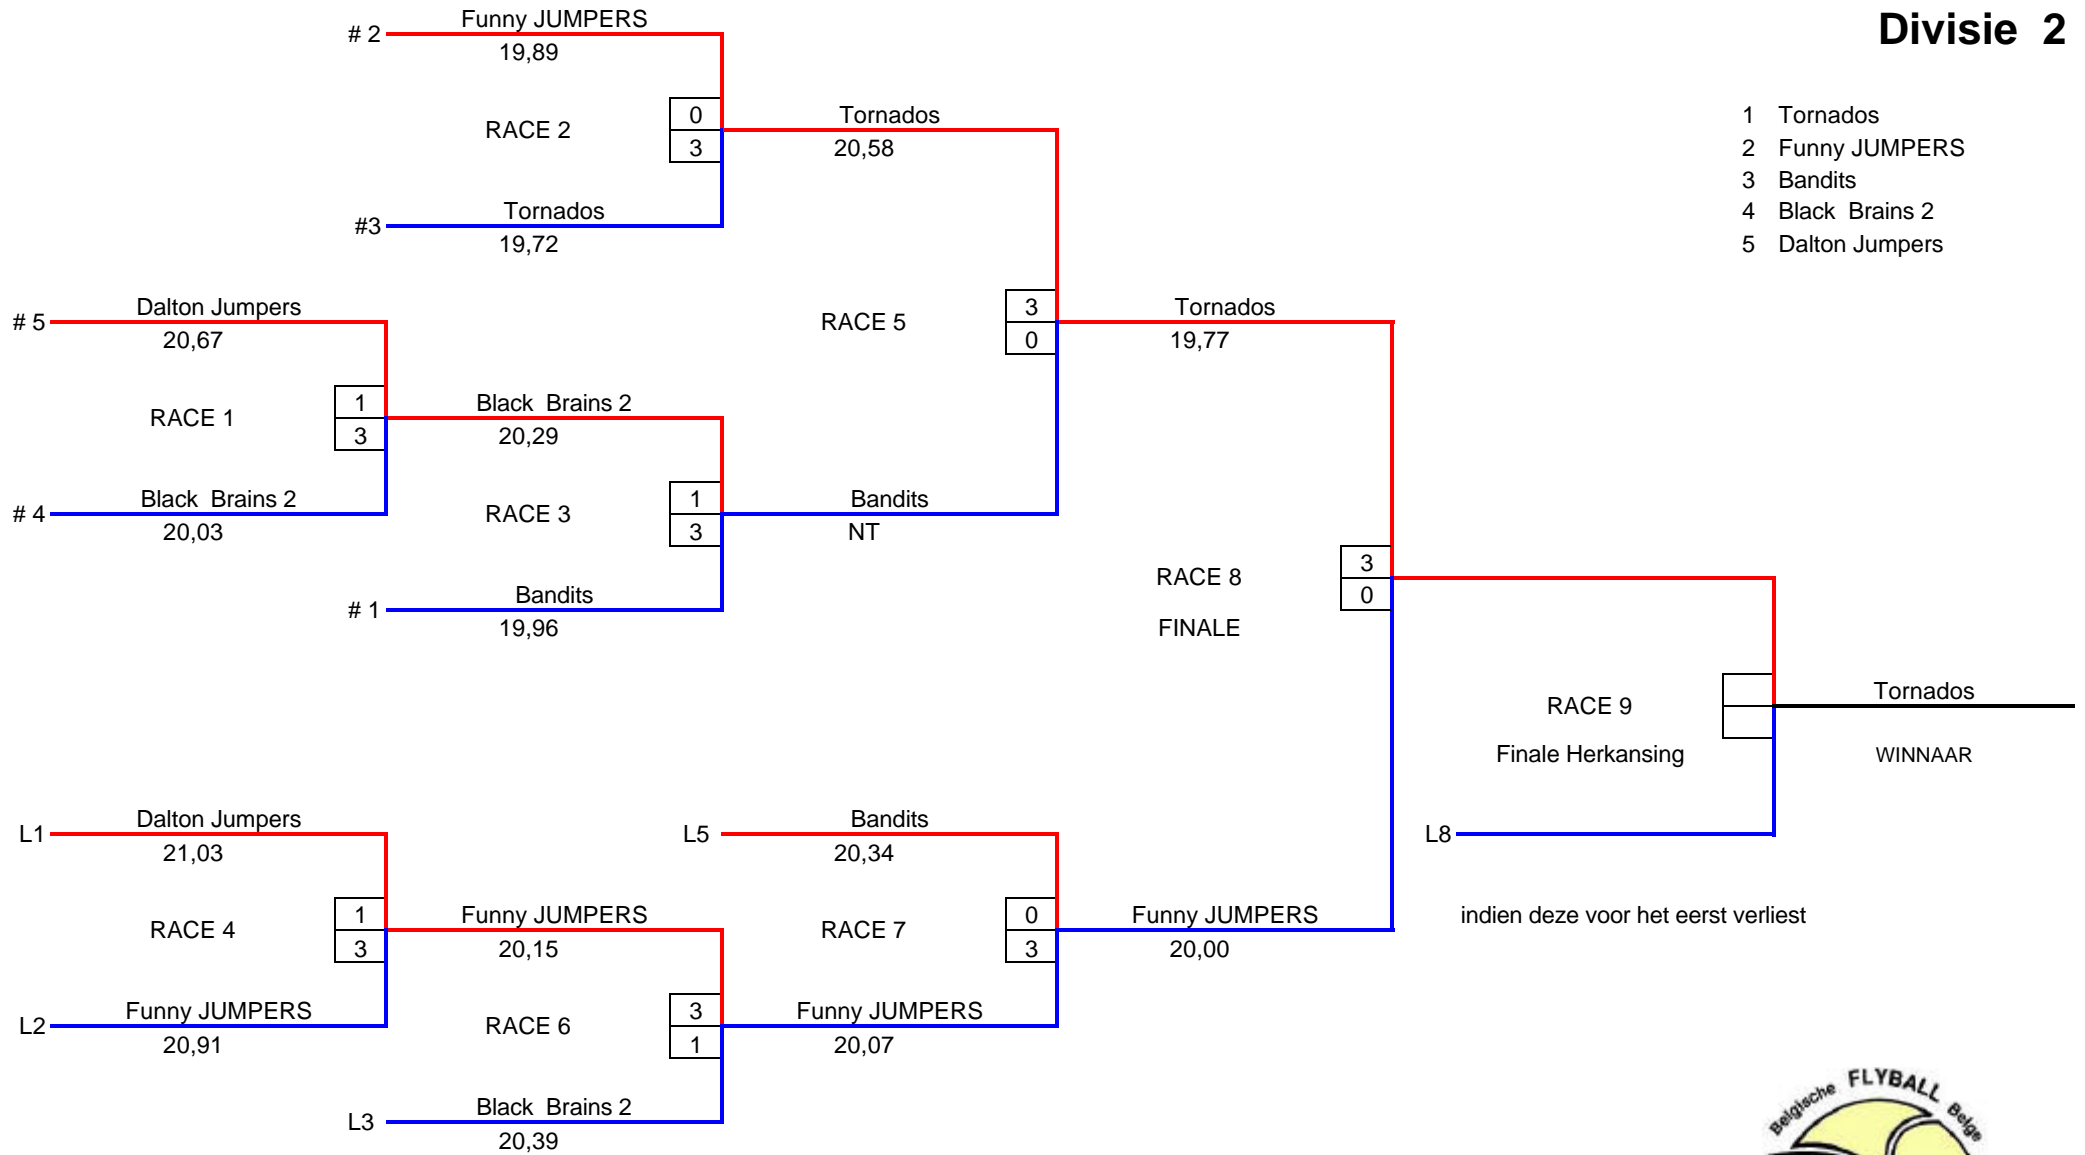 Divisie 2
1 Tornados
2 Funny JUMPERS
3 Bandits
4 Black Brains 2
5 Dalton Jumpers
# 2
Funny JUMPERS
19,89
RACE 2
0
3
#3
Tornados
19,72
Tornados
20,58
# 5
Dalton Jumpers
20,67
RACE 1
1
3
# 4
Black Brains 2
20,03
Black Brains 2
20,29
RACE 3
1
3
# 1
Bandits
19,96
Bandits
NT
RACE 5
3
0
Tornados
19,77
RACE 8
FINALE
3
0
RACE 9
Finale Herkansing
Tornados
WINNAAR
L8
indien deze voor het eerst verliest
L1
Dalton Jumpers
21,03
RACE 4
1
3
L2
Funny JUMPERS
20,91
Funny JUMPERS
20,15
RACE 6
3
1
L3
Black Brains 2
20,39
L5
Bandits
20,34
RACE 7
0
3
Funny JUMPERS
20,07
Funny JUMPERS
20,00
Belgische FLYBALL Belge